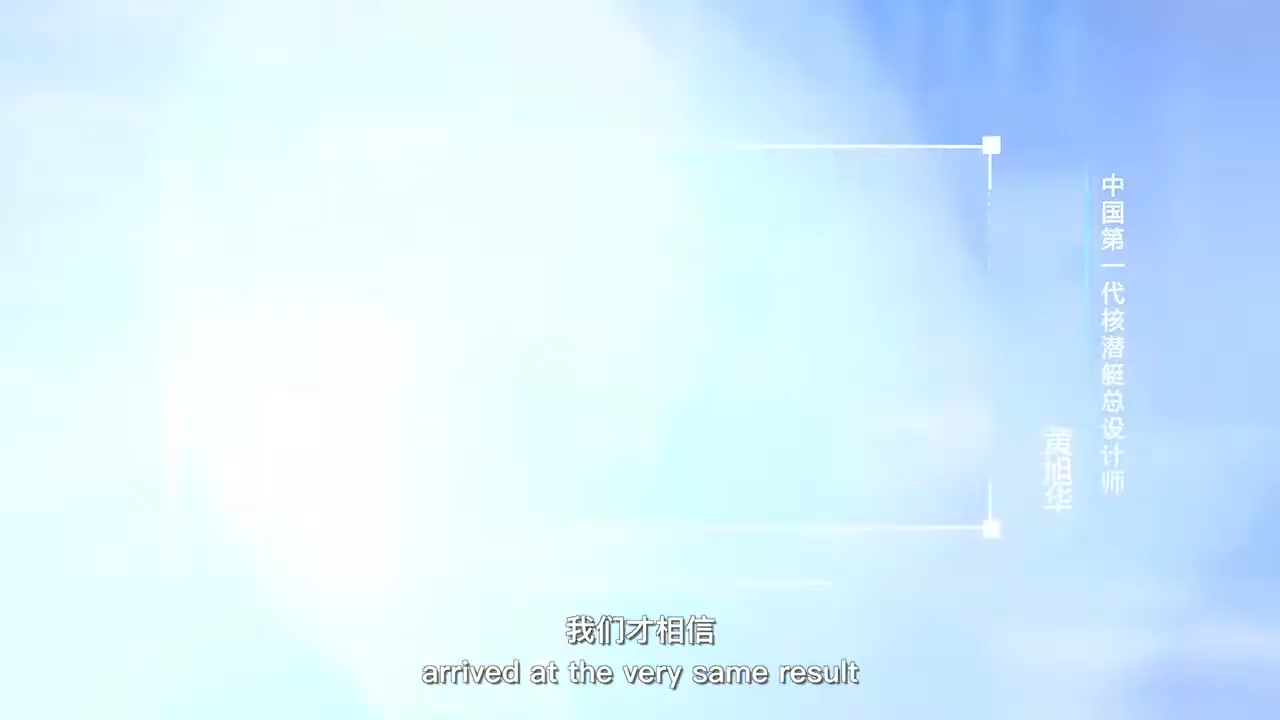 中国第一代核潜艇总设计师
黄旭华
我们才相信
arrived at the very same result